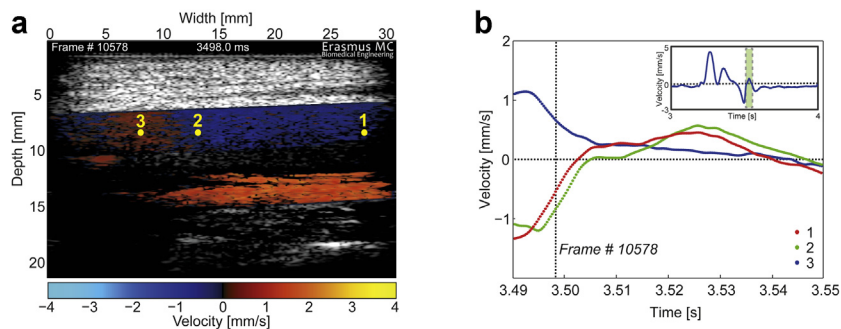 a
Width [mm]
0 5 10 15 20 25 30
Frame # 10578 3498.0 ms Erasmus MC
Biomedical Engineering
Depth [mm]
5
10
15
20
3 2 1
−4 −3 −2 −1 0 1 2 3 4
Velocity [mm/s]
b
Velocity [mm/s]
2
1
0
−1
Velocity [mm/s]
5
0
−3
3 4
Time [s]
Frame # 10578
1
2
3
3.49 3.50 3.51 3.52 3.53 3.54 3.55
Time [s]